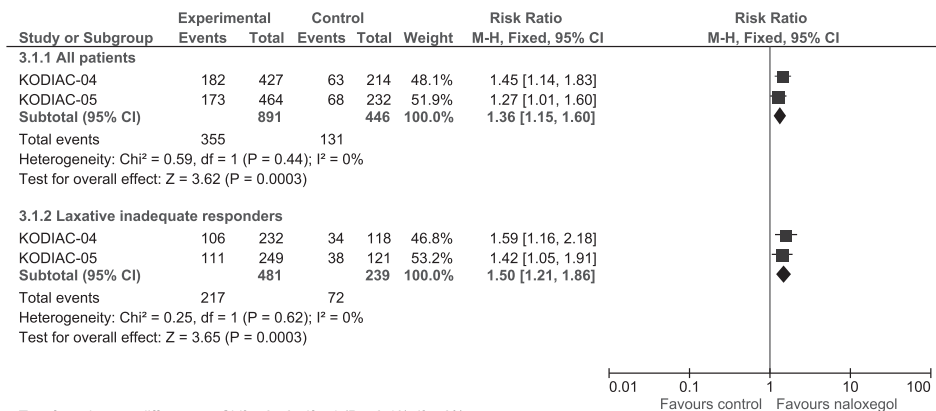 Experimental Control Risk Ratio Risk Ratio
Study or Subgroup Events Total Events Total Weight M-H, Fixed, 95% CI M-H, Fixed, 95% CI
3.1.1 All patients
KODIAC-04 182 427 63 214 48.1% 1.45 [1.14, 1.83]
KODIAC-05 173 464 68 232 51.9% 1.27 [1.01, 1.60]
Subtotal (95% CI) 891 446 100.0% 1.36 [1.15, 1.60]
Total events 355 131
Heterogeneity: Chi² = 0.59, df = 1 (P = 0.44); I² = 0%
Test for overall effect: Z = 3.62 (P = 0.0003)
3.1.2 Laxative inadequate responders
KODIAC-04 106 232 34 118 46.8% 1.59 [1.16, 2.18]
KODIAC-05 111 249 38 121 53.2% 1.42 [1.05, 1.91]
Subtotal (95% CI) 481 239 100.0% 1.50 [1.21, 1.86]
Total events 217 72
Heterogeneity: Chi² = 0.25, df = 1 (P = 0.62); I² = 0%
Test for overall effect: Z = 3.65 (P = 0.0003)
0.01 0.1 1 10 100
Favours control Favours naloxegol